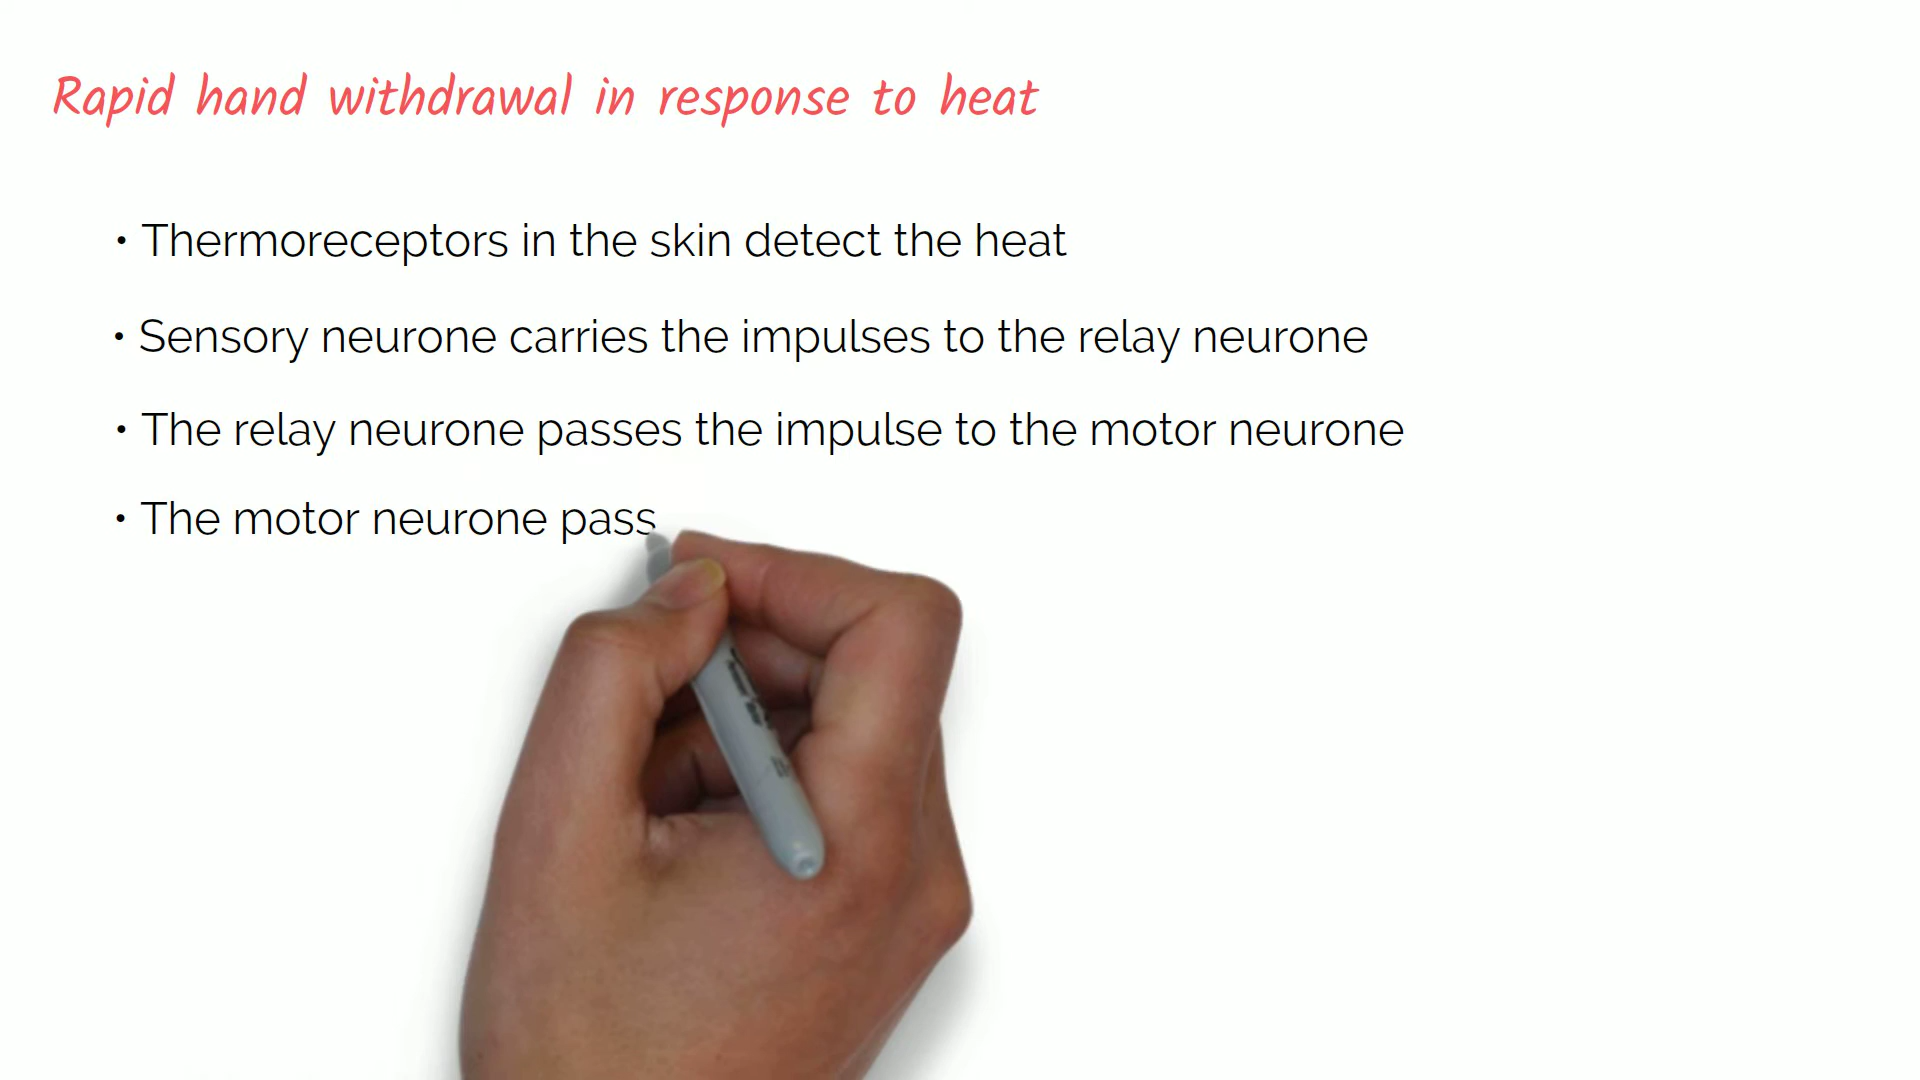 Rapid hand withdrawal in response to heat
• Thermoreceptors in the skin detect the heat
• Sensory neurone carries the impulses to the relay neurone
• The relay neurone passes the impulse to the motor neurone
• The motor neurone pass